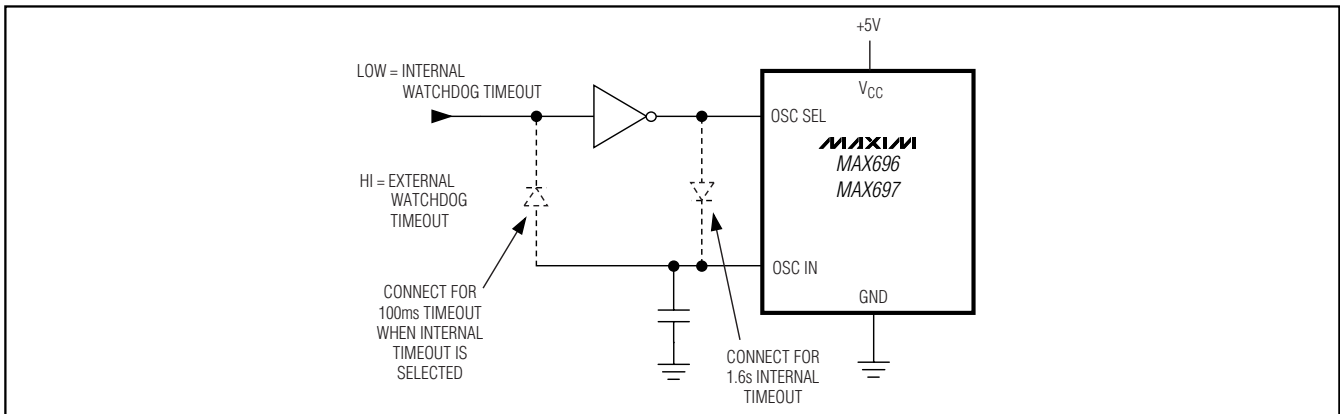 +5V
LOW = INTERNAL
WATCHDOG TIMEOUT
VCC
OSC SEL
MAXIM
MAX696
MAX697
HI = EXTERNAL
WATCHDOG
TIMEOUT
OSC IN
GND
CONNECT FOR
100ms TIMEOUT
WHEN INTERNAL
TIMEOUT IS
SELECTED
CONNECT FOR
1.6s INTERNAL
TIMEOUT